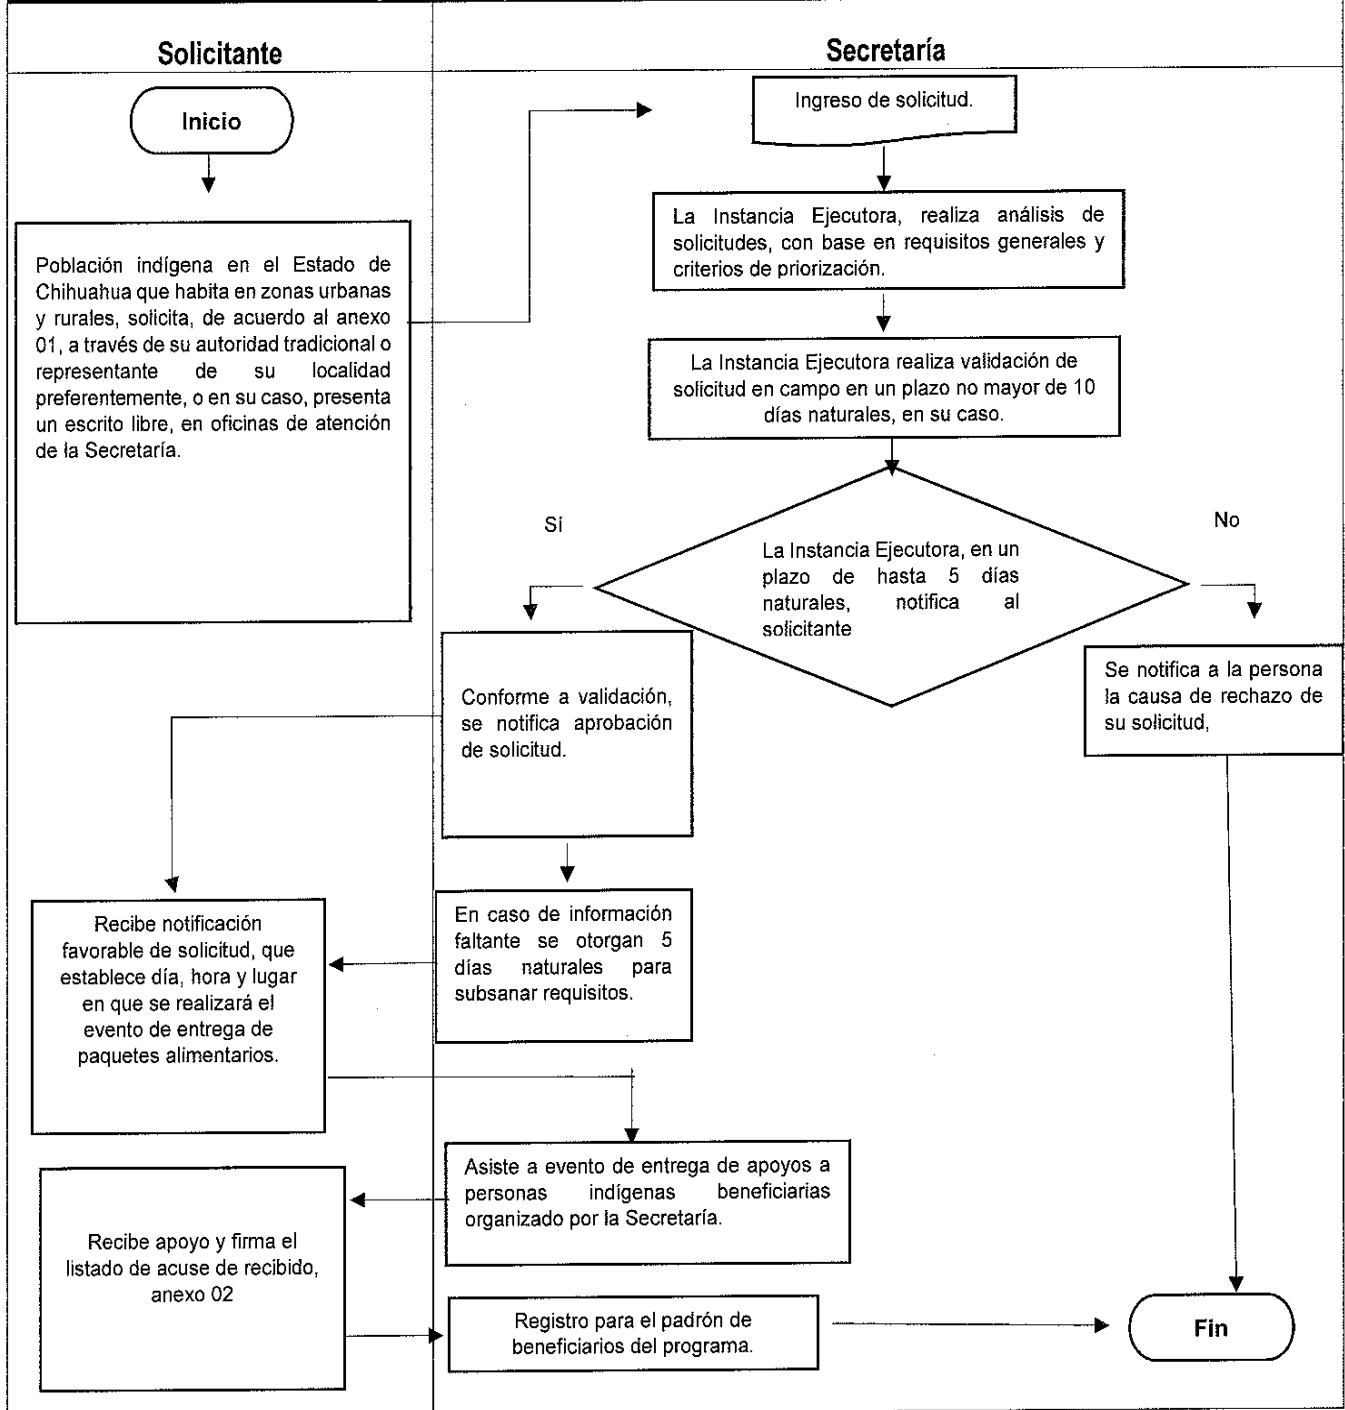 Solicitante
Secretaría
Inicio
Población indígena en el Estado de
Chihuahua que habita en zonas urbanas
y rurales, solicita, de acuerdo al anexo
01, a través de su autoridad tradicional o
representante de su localidad
preferentemente, o en su caso, presenta
un escrito libre, en oficinas de atención
de la Secretaría.
Ingreso de solicitud.
La Instancia Ejecutora, realiza análisis de
solicitudes, con base en requisitos generales y
criterios de priorización.
La Instancia Ejecutora realiza validación de
solicitud en campo en un plazo no mayor de 10
días naturales, en su caso.
Sí
No
La Instancia Ejecutora, en un
plazo de hasta 5 días
naturales, notifica al
solicitante
Conforme a validación,
se notifica aprobación
de solicitud.
Se notifica a la persona
la causa de rechazo de
su solicitud,
Recibe notificación
favorable de solicitud, que
establece día, hora y lugar
en que se realizará el
evento de entrega de
paquetes alimentarios.
En caso de información
faltante se otorgan 5
días naturales para
subsanar requisitos.
Asiste a evento de entrega de apoyos a
personas indígenas beneficiarias
organizado por la Secretaría.
Recibe apoyo y firma el
listado de acuse de recibido,
anexo 02
Registro para el padrón de
beneficiarios del programa.
Fin